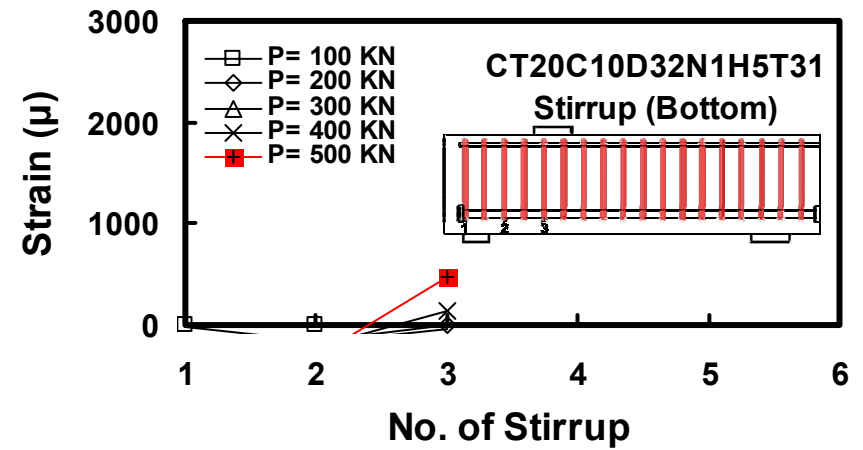 3000
2000
1000
0
Strain (μ)
P= 100 KN
P= 200 KN
P= 300 KN
P= 400 KN
P= 500 KN
CT20C10D32N1H5T31
Stirrup (Bottom)
1 2 3
1 2 3 4 5 6
No. of Stirrup